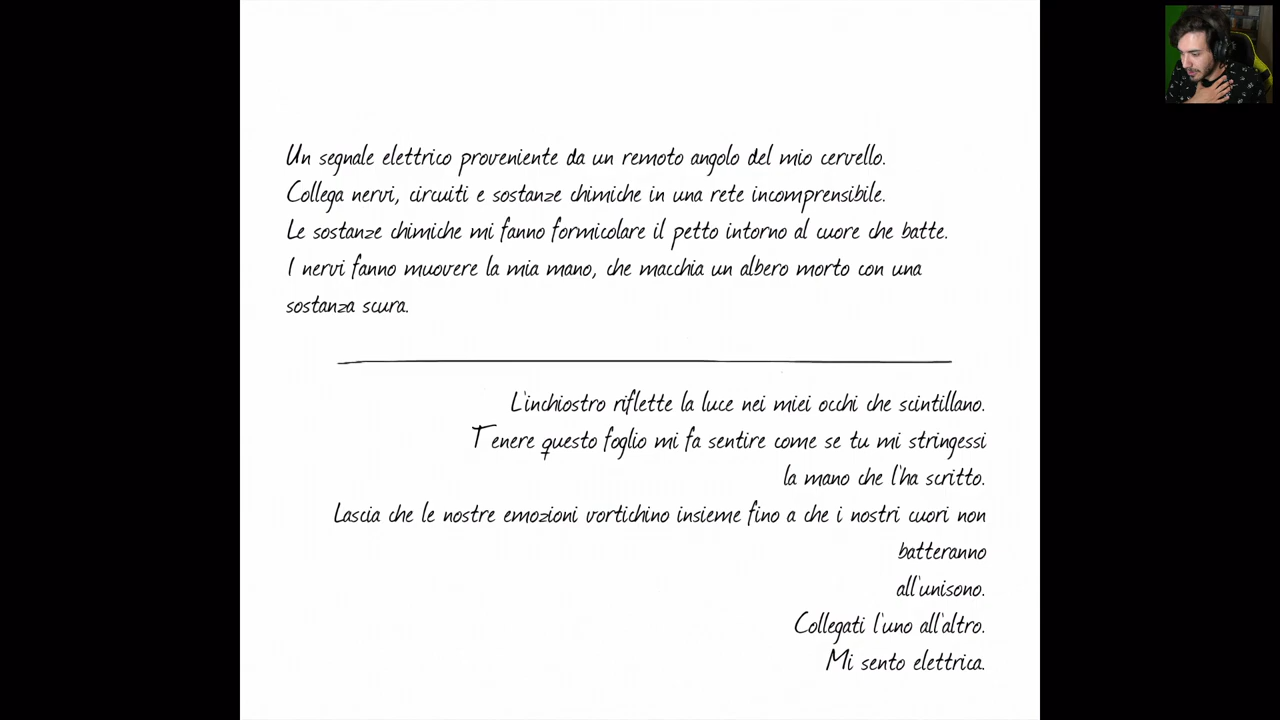 Un segnale elettrico proveniente da un remoto angolo del mio cervello.
Collega nervi, circuiti e sostanze chimiche in una rete incomprensibile.
Le sostanze chimiche mi fanno formicolare il petto intorno al cuore che batte.
I nervi fanno muovere la mia mano, che macchia un albero morto con una
sostanza scura.
L'inchiostro riflette la luce nei miei occhi che scintillano.
Tenere questo foglio mi fa sentire come se tu mi stringessi
la mano che l'ha scritto.
Lascia che le nostre emozioni vortichino insieme fino a che i nostri cuori non
batteranno
all'unisono.
Collegati l'uno all'altro.
Mi sento elettrica.